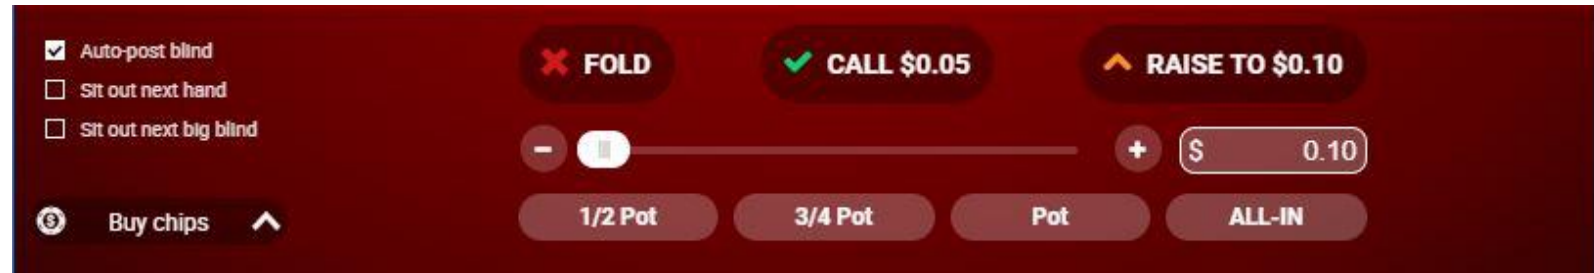 Auto-post blind
Sit out next hand
Sit out next big blind
Buy chips
FOLD
CALL $0.05
RAISE TO $0.10
$ 0.10
1/2 Pot
3/4 Pot
Pot
ALL-IN